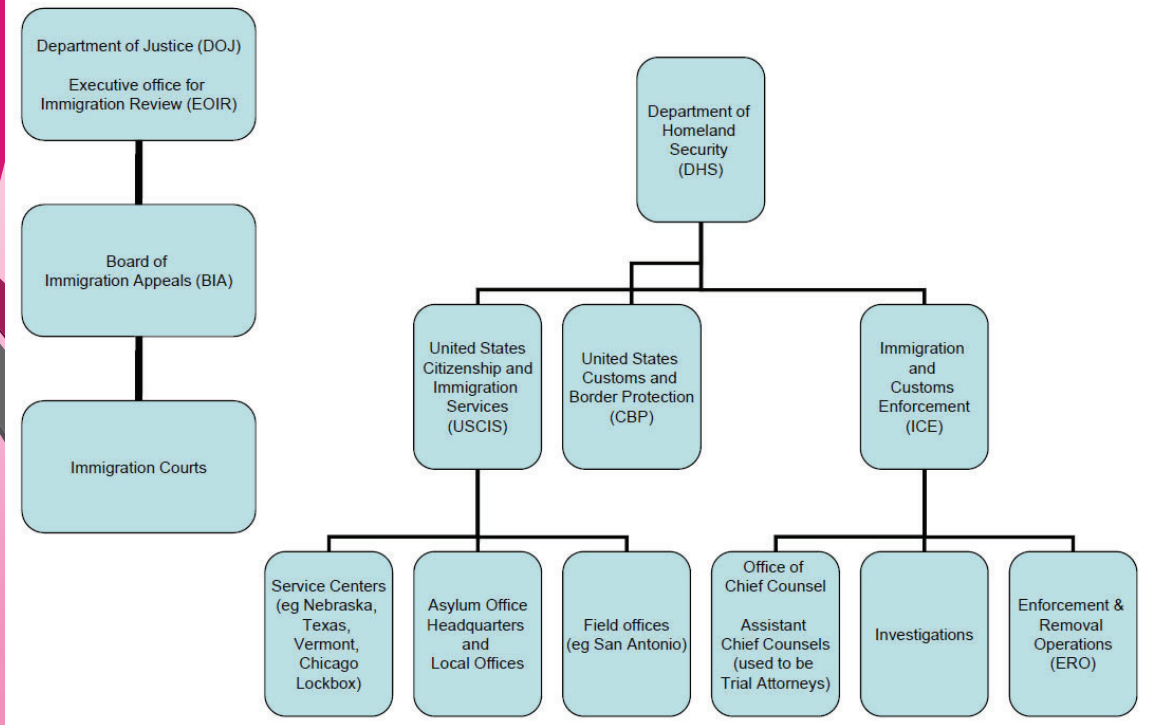 Department of Justice (DOJ)
Executive office for
Immigration Review (EOIR)
Board of
Immigration Appeals (BIA)
Immigration Courts
Department of
Homeland
Security
(DHS)
United States
Citizenship and
Immigration
Services
(USCIS)
United States
Customs and
Border Protection
(CBP)
Immigration
and
Customs
Enforcement
(ICE)
Service Centers
(eg Nebraska,
Texas,
Vermont,
Chicago
Lockbox)
Asylum Office
Headquarters
and
Local Offices
Field offices
(eg San Antonio)
Office of
Chief Counsel
Assistant
Chief Counsels
(used to be
Trial Attorneys)
Investigations
Enforcement &
Removal
Operations
(ERO)